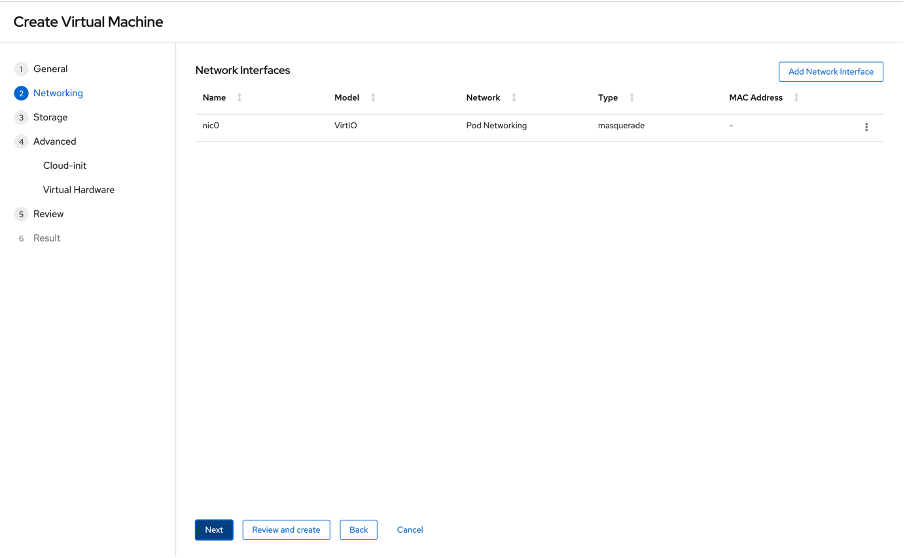 Create Virtual Machine
1 General
2 Networking
3 Storage
4 Advanced
Cloud-init
Virtual Hardware
5 Review
6 Result
Network Interfaces
Add Network Interface
Name Model Network Type MAC Address
nic0 VirtIO Pod Networking masquerade -
Next Review and create Back Cancel